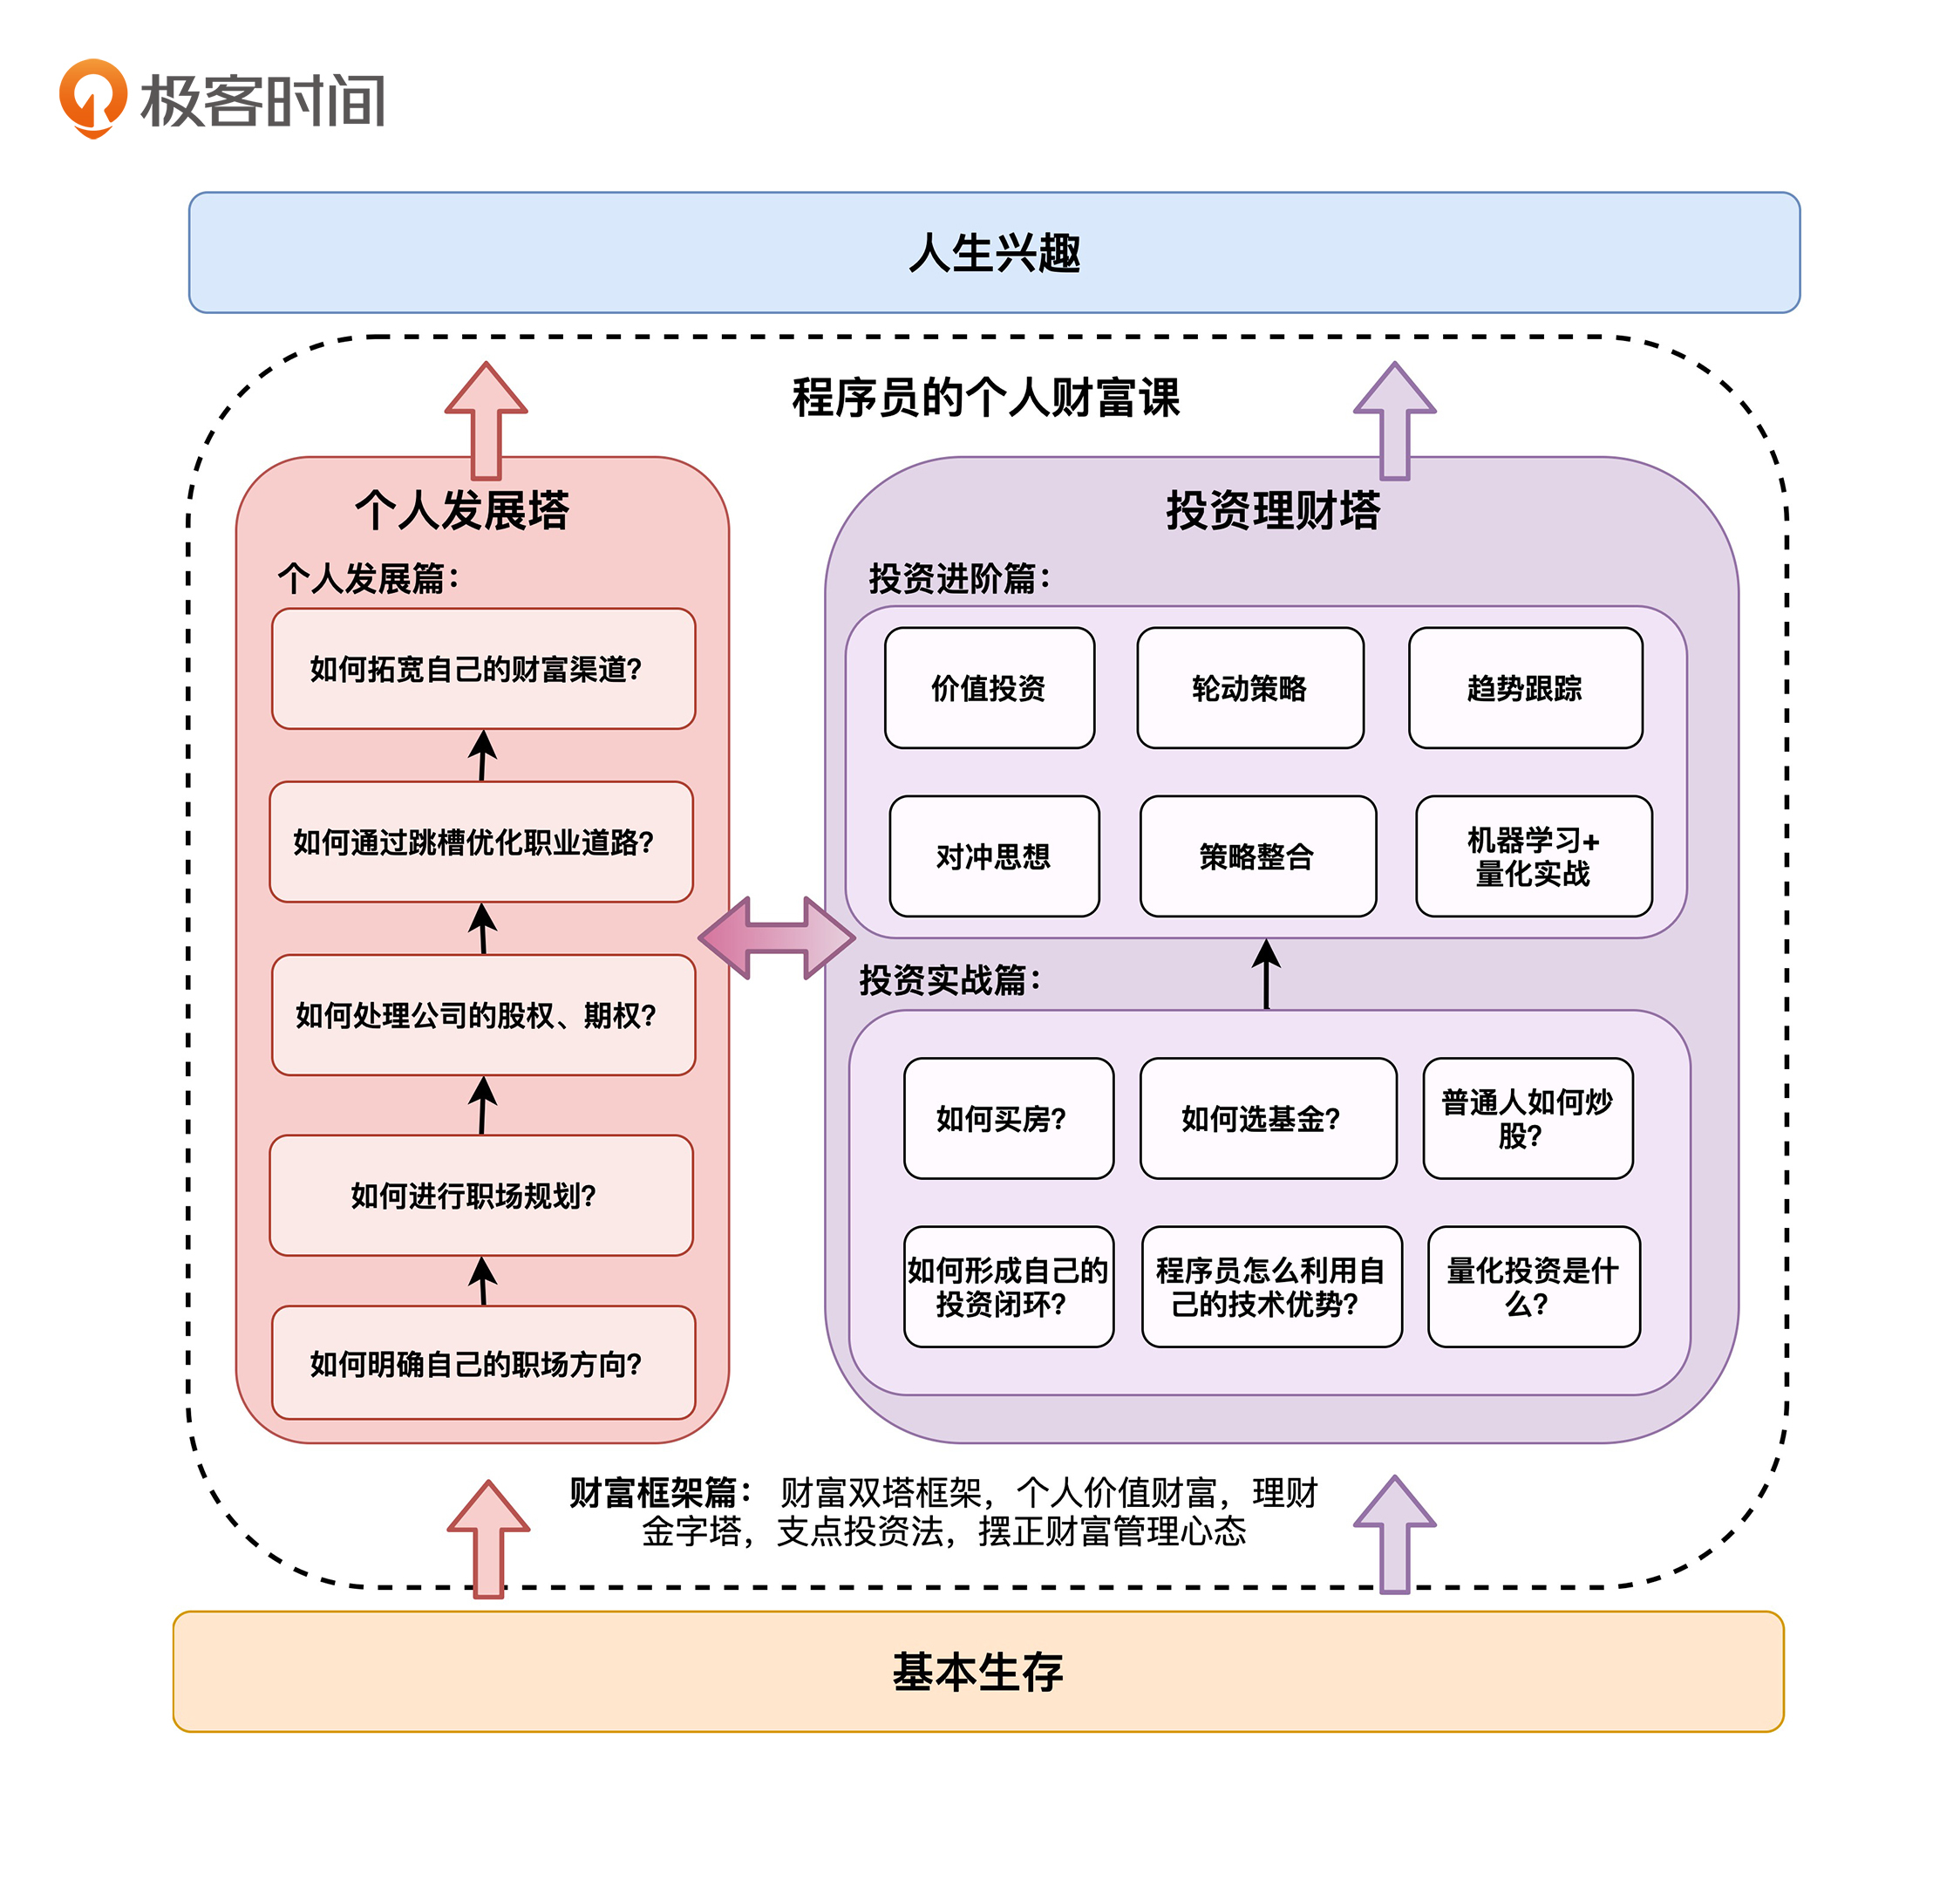 极客时间
人生兴趣
程序员的个人财富课
个人发展塔
个人发展篇：
如何拓宽自己的财富渠道？
如何通过跳槽优化职业道路？
如何处理公司的股权、期权？
如何进行职场规划？
如何明确自己的职场方向？
投资理财塔
投资进阶篇：
价值投资
轮动策略
趋势跟踪
对冲思想
策略整合
机器学习+
量化实战
投资实战篇：
如何买房？
如何选基金？
普通人如何炒
股？
如何形成自己的
投资闭环？
程序员怎么利用自
己的技术优势？
量化投资是什
么？
财富框架篇： 财富双塔框架，个人价值财富，理财
金字塔，支点投资法，摆正财富管理心态
基本生存